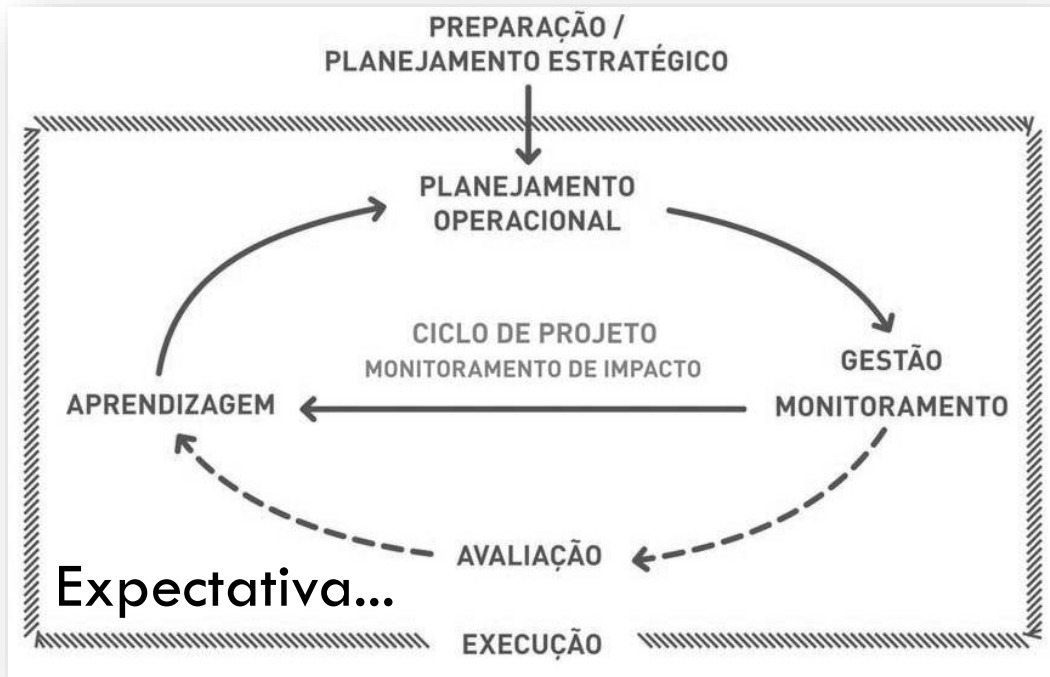 PREPARAÇÃO /
PLANEJAMENTO ESTRATÉGICO
PLANEJAMENTO
OPERACIONAL
CICLO DE PROJETO
MONITORAMENTO DE IMPACTO
GESTÃO
MONITORAMENTO
APRENDIZAGEM
AVALIAÇÃO
Expectativa...
EXECUÇÃO